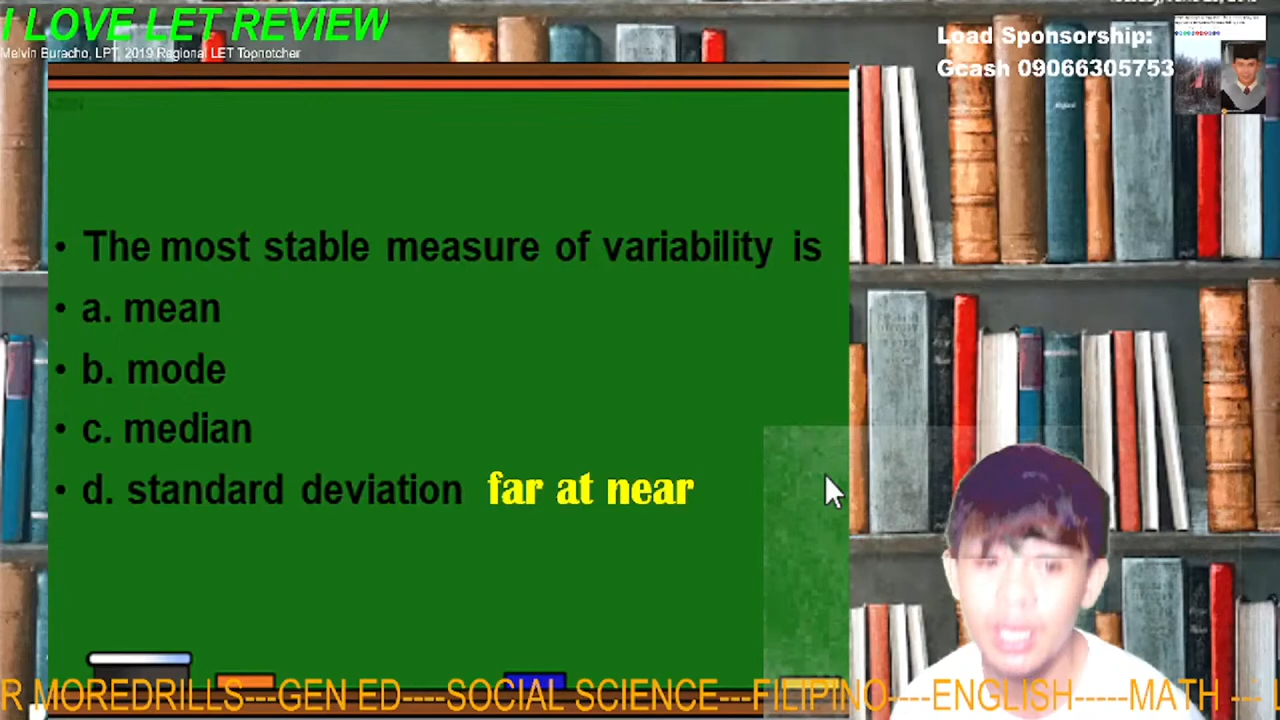 I LOVE LET REVIEW
Melvin Buracho, LPT, 2019 Regional LET Topnotcher
Load Sponsorship:
Gcash 09066305753
• The most stable measure of variability is
• a. mean
• b. mode
• c. median
• d. standard deviation far at near
R MOREDRILLS---GEN ED----SOCIAL SCIENCE---FILIPINO----ENGLISH-----MATH ---